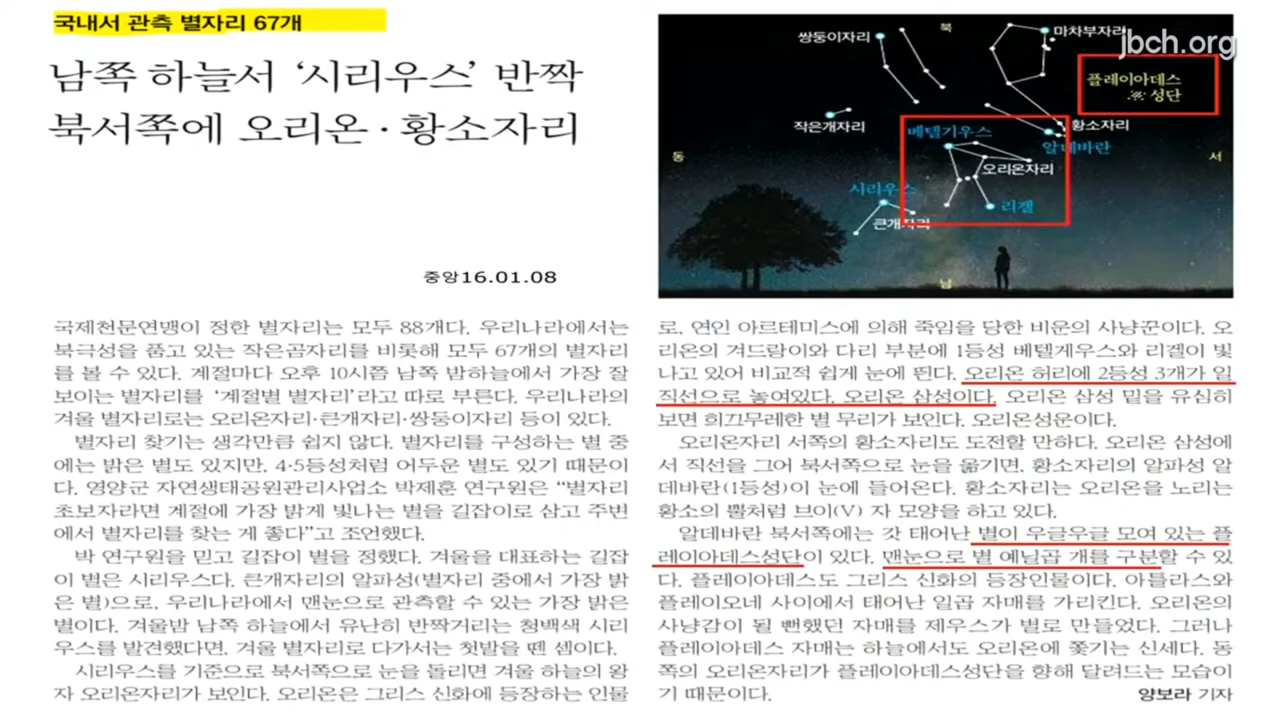 국내서 관측 별자리 67개
남쪽 하늘서 ‘시리우스’ 반짝
북서쪽에 오리온·황소자리
중앙16.01.08
국제천문연맹이 정한 별자리는 모두 88개다. 우리나라에서는
북극성을 품고 있는 작은곰자리를 비롯해 모두 67개의 별자리
를 볼 수 있다. 계절마다 오후 10시쯤 남쪽 밤하늘에서 가장 잘
보이는 별자리를 ‘계절별 별자리’라고 따로 부른다. 우리나라의
겨울 별자리로는 오리온자리·큰개자리·쌍둥이자리 등이 있다.
별자리 찾기는 생각만큼 쉽지 않다. 별자리를 구성하는 별 중
에는 밝은 별도 있지만, 4·5등성처럼 어두운 별도 있기 때문이
다. 영양군 자연생태공원관리사업소 박제훈 연구원은 “별자리
초보자라면 계절에 가장 밝게 빛나는 별을 길잡이로 삼고 주변
에서 별자리를 찾는 게 좋다”고 조언했다.
박 연구원을 믿고 길잡이 별을 정했다. 겨울을 대표하는 길잡
이 별은 시리우스다. 큰개자리의 알파성(별자리 중에서 가장 밝
은 별)으로, 우리나라에서 맨눈으로 관측할 수 있는 가장 밝은
별이다. 겨울밤 남쪽 하늘에서 유난히 반짝거리는 청백색 시리
우스를 발견했다면, 겨울 별자리로 다가서는 첫발을 뗀 셈이다.
시리우스를 기준으로 북서쪽으로 눈을 돌리면 겨울 하늘의 왕
자 오리온자리가 보인다. 오리온은 그리스 신화에 등장하는 인물
jbch.org
북
쌍둥이자리
마차부자리
플레이아데스
성단
작은개자리
베텔기우스
황소자리
알데바란
동
서
오리온자리
시리우스
리겔
큰개자리
남
로, 연인 아르테미스에 의해 죽임을 당한 비운의 사냥꾼이다. 오
리온의 겨드랑이와 다리 부분에 1등성 베텔게우스와 리겔이 빛
나고 있어 비교적 쉽게 눈에 띈다. 오리온 허리에 2등성 3개가 일
직선으로 놓여있다. 오리온 삼성이다. 오리온 삼성 밑을 유심히
보면 희끄무레한 별 무리가 보인다. 오리온성운이다.
오리온자리 서쪽의 황소자리도 도전할 만하다. 오리온 삼성에
서 직선을 그어 북서쪽으로 눈을 옮기면, 황소자리의 알파성 알
데바란(1등성)이 눈에 들어온다. 황소자리는 오리온을 노리는
황소의 뿔처럼 브이(V) 자 모양을 하고 있다.
알데바란 북서쪽에는 갓 태어난 별이 우글우글 모여 있는 플
레이아데스성단이 있다. 맨눈으로 별 예닐곱 개를 구분할 수 있
다. 플레이아데스도 그리스 신화의 등장인물이다. 아틀라스와
플레이오네 사이에서 태어난 일곱 자매를 가리킨다. 오리온의
사냥감이 될 뻔했던 자매를 제우스가 별로 만들었다. 그러나
플레이아데스 자매는 하늘에서도 오리온에 쫓기는 신세다. 동
쪽의 오리온자리가 플레이아데스성단을 향해 달려드는 모습이
기 때문이다.
양보라 기자